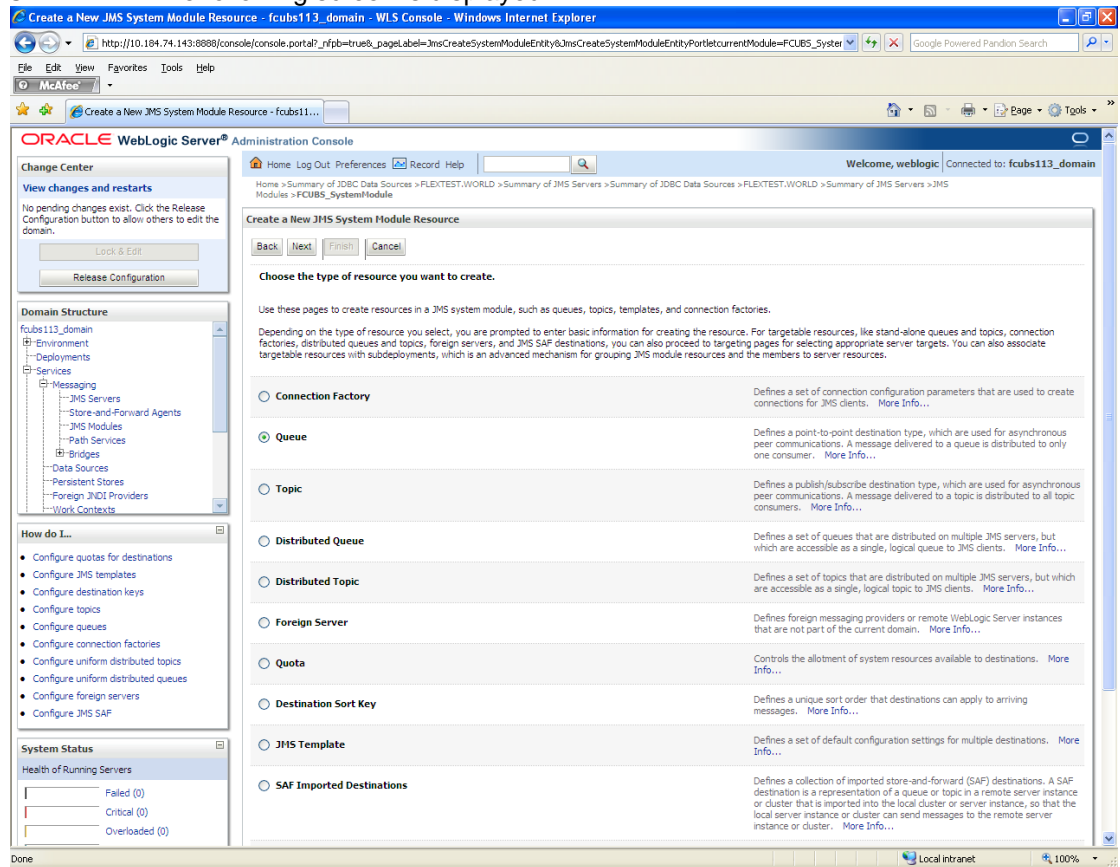 Create a New JMS System Module Resource - fcubs113_domain - WLS Console - Windows Internet Explorer
http://10.184.74.143:8888/console/console.portal?_nfpb=true&_pageLabel=JmsCreateSystemModuleEntity&JmsCreateSystemModuleEntityPortletcurrentModule=FCUBS_System
Google Powered Pandion Search
File Edit View Favorites Tools Help
McAfee
Create a New JMS System Module Resource - fcubs11...
Page Tools
ORACLE WebLogic Server® Administration Console
Change Center
View changes and restarts
No pending changes exist. Click the Release
Configuration button to allow others to edit the
domain.
Lock & Edit
Release Configuration
Domain Structure
fcubs113_domain
Environment
Deployments
Services
Messaging
JMS Servers
Store-and-Forward Agents
JMS Modules
Path Services
Bridges
Data Sources
Persistent Stores
Foreign JNDI Providers
Work Contexts
How do I...
Configure quotas for destinations
Configure JMS templates
Configure destination keys
Configure topics
Configure queues
Configure connection factories
Configure uniform distributed topics
Configure uniform distributed queues
Configure foreign servers
Configure JMS SAF
System Status
Health of Running Servers
Failed (0)
Critical (0)
Overloaded (0)
Home Log Out Preferences Record Help
Welcome, weblogic Connected to: fcubs113_domain
Home >Summary of JDBC Data Sources >FLEXTEST.WORLD >Summary of JMS Servers >Summary of JDBC Data Sources >FLEXTEST.WORLD >Summary of JMS Servers >JMS
Modules >FCUBS_SystemModule
Create a New JMS System Module Resource
Back Next Finish Cancel
Choose the type of resource you want to create.
Use these pages to create resources in a JMS system module, such as queues, topics, templates, and connection factories.
Depending on the type of resource you select, you are prompted to enter basic information for creating the resource. For targetable resources, like stand-alone queues and topics, connection
factories, distributed queues and topics, foreign servers, and JMS SAF destinations, you can also proceed to targeting pages for selecting appropriate server targets. You can also associate
targetable resources with subdeployments, which is an advanced mechanism for grouping JMS module resources and the members to server resources.
Connection Factory
Defines a set of connection configuration parameters that are used to create
connections for JMS clients. More Info...
Queue
Defines a point-to-point destination type, which are used for asynchronous
peer communications. A message delivered to a queue is distributed to only
one consumer. More Info...
Topic
Defines a publish/subscribe destination type, which are used for asynchronous
peer communications. A message delivered to a topic is distributed to all topic
consumers. More Info...
Distributed Queue
Defines a set of queues that are distributed on multiple JMS servers, but
which are accessible as a single, logical queue to JMS clients. More Info...
Distributed Topic
Defines a set of topics that are distributed on multiple JMS servers, but which
are accessible as a single, logical topic to JMS clients. More Info...
Foreign Server
Defines foreign messaging providers or remote WebLogic Server instances
that are not part of the current domain. More Info...
Quota
Controls the allotment of system resources available to destinations. More
Info...
Destination Sort Key
Defines a unique sort order that destinations can apply to arriving
messages. More Info...
JMS Template
Defines a set of default configuration settings for multiple destinations. More
Info...
SAF Imported Destinations
Defines a collection of imported store-and-forward (SAF) destinations. A SAF
destination is a representation of a queue or topic in a remote server instance
or cluster that is imported into the local cluster or server instance, so that the
local server instance or cluster can send messages to the remote server
instance or cluster. More Info...
Done
Local intranet
100%